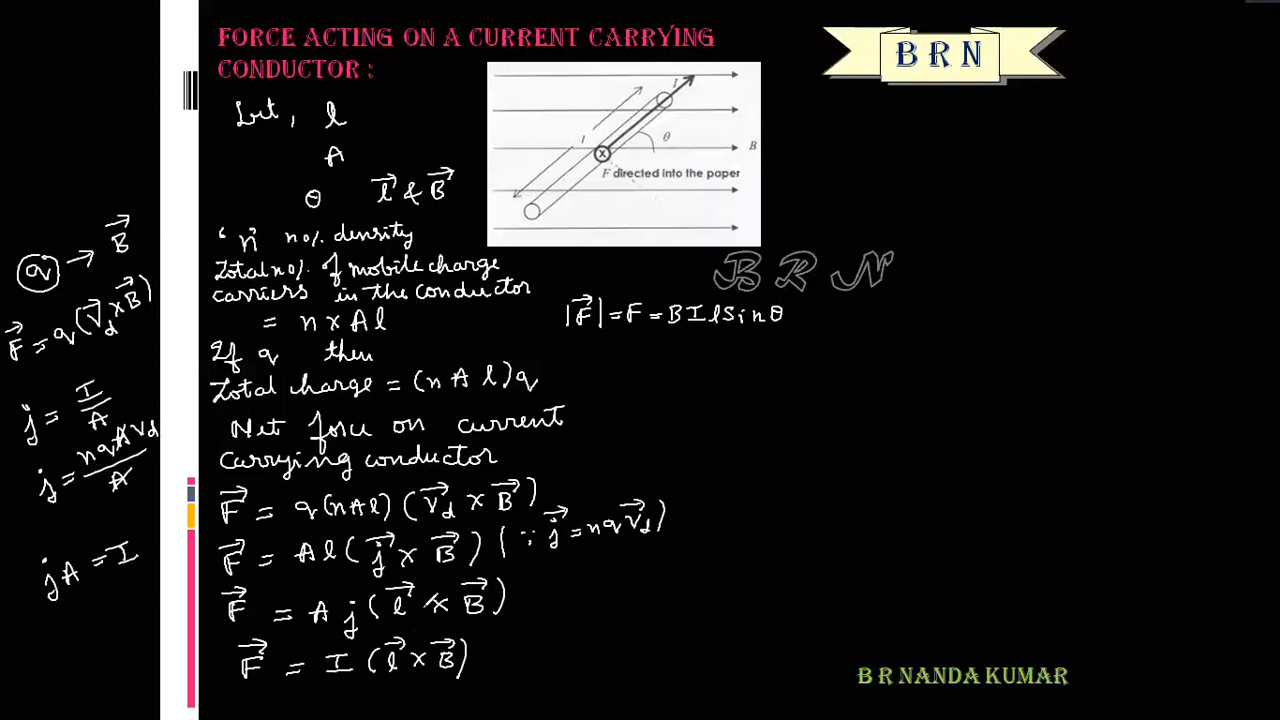 FORCE ACTING ON A CURRENT CARRYING
CONDUCTOR :
B R N
Let, l
A
θ l⃗ & B⃗
I
l
θ
B
X
F directed into the paper
'n' no/. density
Total no/. of mobile charge
carriers in the conductor
= n × Al
If q then
Total charge = (n A l) q
Net force on current
carrying conductor
F⃗ = q(nAl) (v⃗d × B⃗)
F⃗ = Al (j⃗ × B⃗) (∵ j⃗ = nqv⃗d)
F⃗ = A j (l⃗ × B⃗)
F⃗ = I (l⃗ × B⃗)
q → B⃗
F⃗ = q(v⃗d × B⃗)
j = I/A
j = nqAvd/A
jA = I
B R N
|F⃗| = F = BIlSinθ
B R NANDA KUMAR